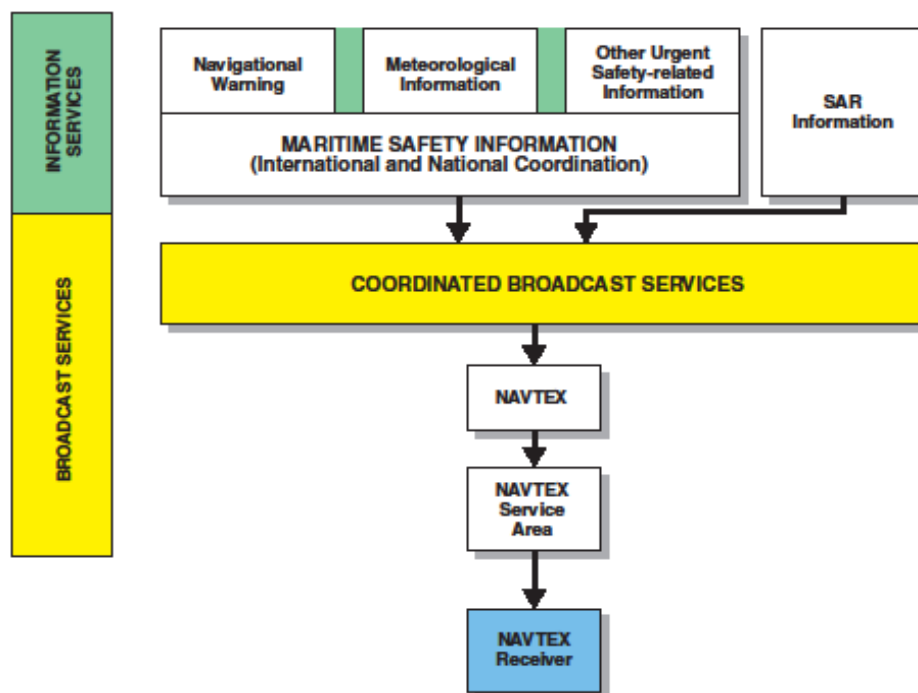 INFORMATION
SERVICES
BROADCAST SERVICES
Navigational
Warning
Meteorological
Information
Other Urgent
Safety-related
Information
SAR
Information
MARITIME SAFETY INFORMATION
(International and National Coordination)
COORDINATED BROADCAST SERVICES
NAVTEX
NAVTEX
Service
Area
NAVTEX
Receiver